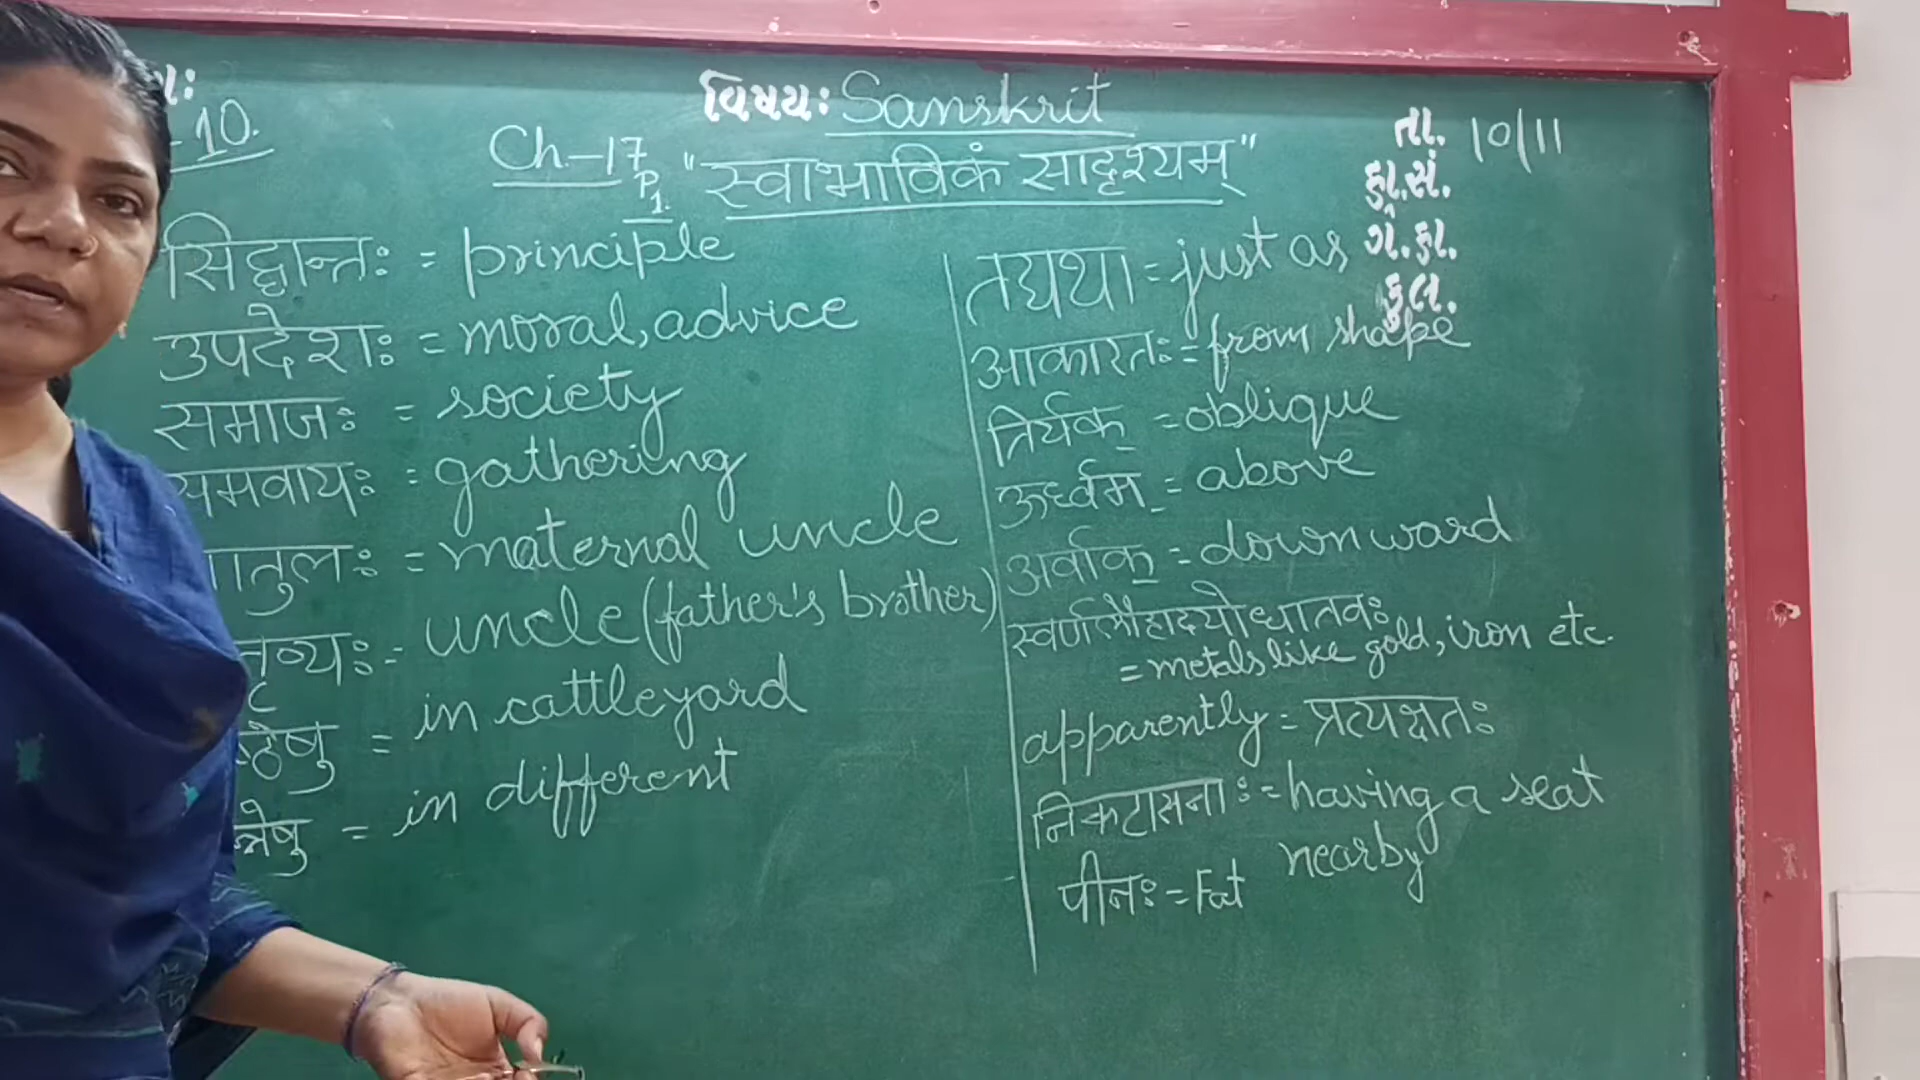 વિષય: Sanskrit
-10.
તા. 10/11
Ch.-17 "स्वाभाविकं सादृश्यम्"
P1.
હા.સં.
ગે.હા.
કુલ.
सिद्धान्तः = principle
उपदेशः = moral, advice
समाजः = society
समवायः = gathering
मातुलः = maternal uncle
तृव्यः = uncle (father's brother)
ष्ठेषु = in cattleyard
न्नेषु = in different
तद्यथा = just as
आकारतः = from shape
तिर्यक् = oblique
ऊर्ध्वम् = above
अर्वाक् = downward
स्वर्णलौहादयोधातवः
= metals like gold, iron etc.
apparently = प्रत्यक्षतः
निकटासनाः = having a seat
nearby
पीनः = Fat